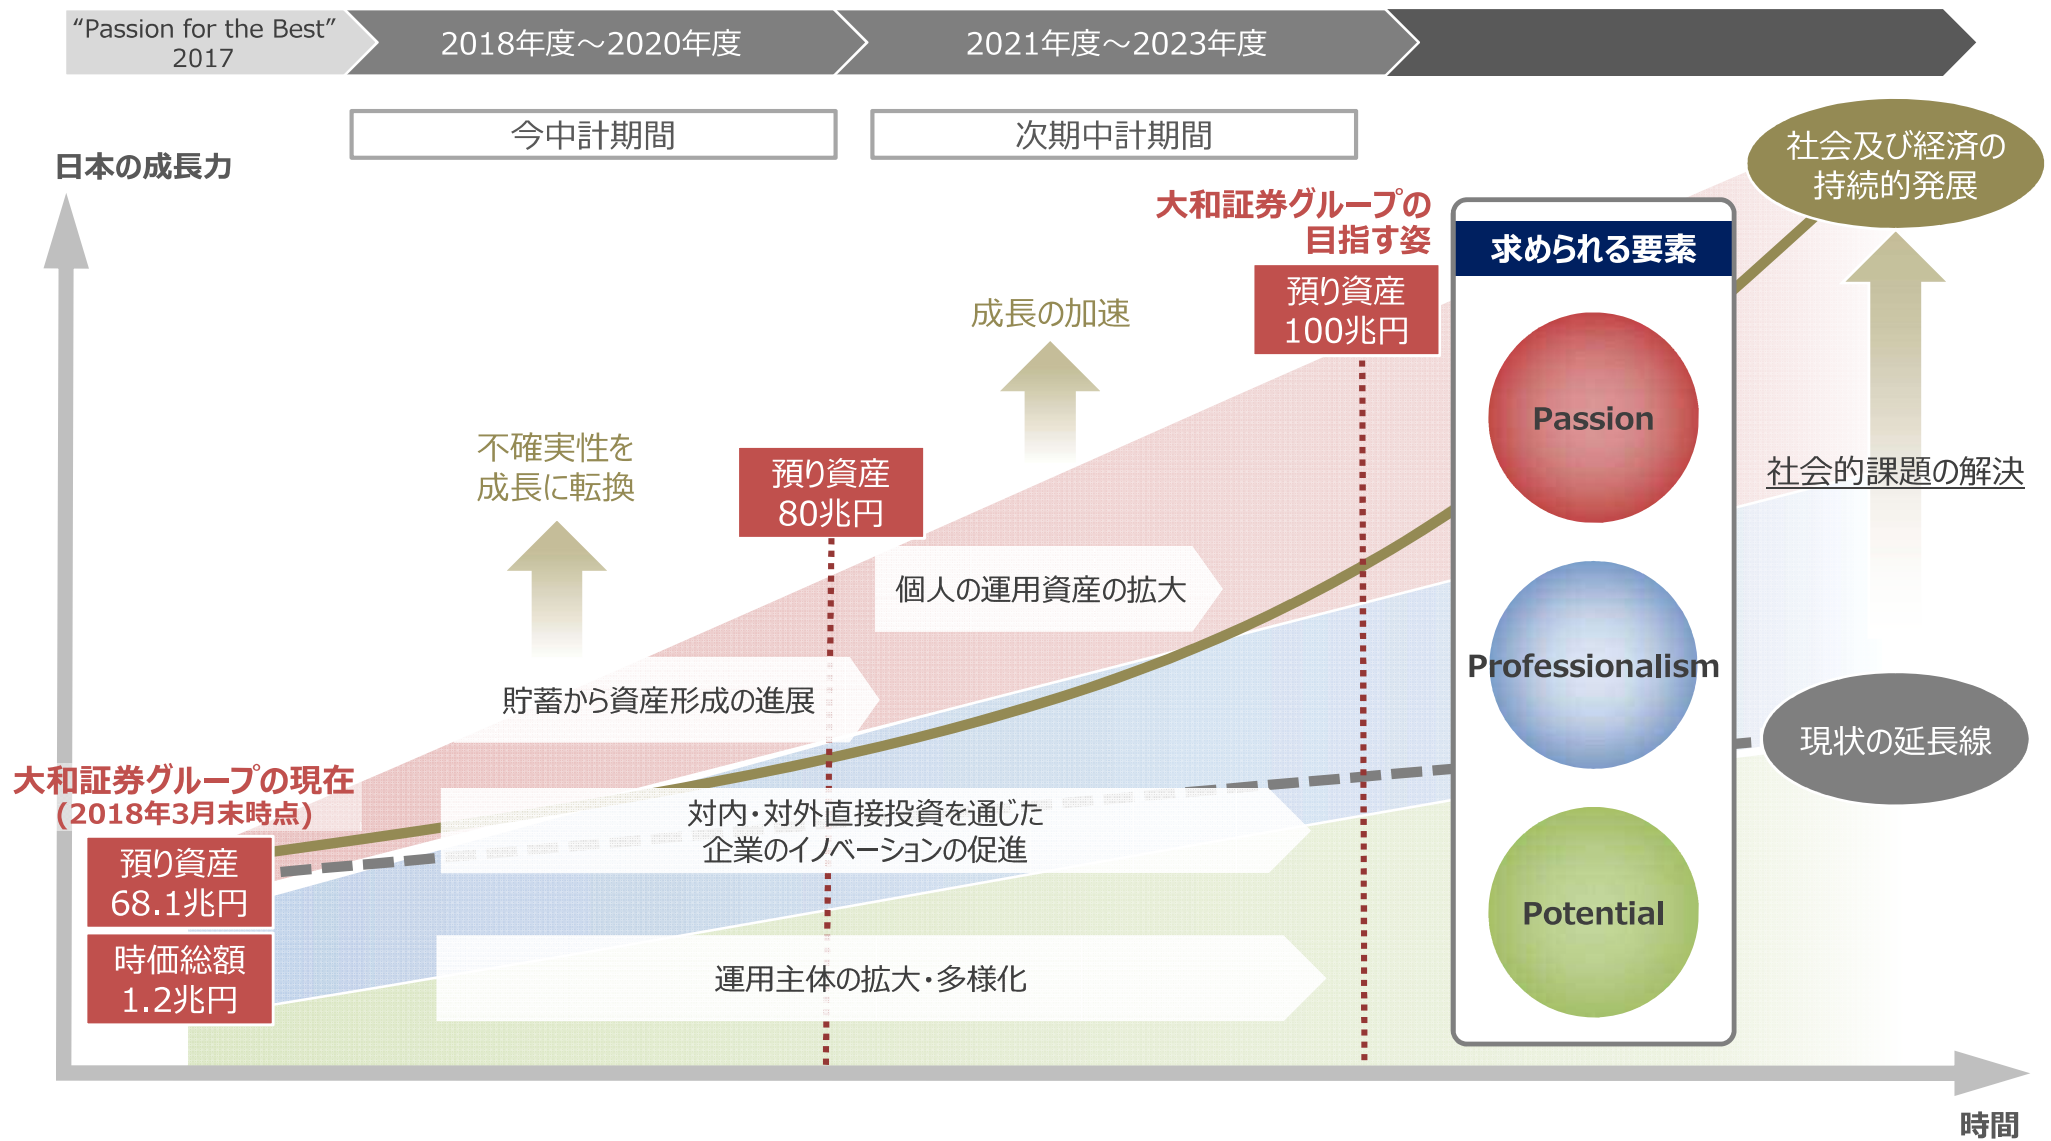 “Passion for the Best”
2017
2018年度～2020年度
2021年度～2023年度
今中計期間
次期中計期間
日本の成長力
社会及び経済の
持続的発展
大和証券グループの
目指す姿
求められる要素
預り資産
100兆円
成長の加速
Passion
不確実性を
成長に転換
預り資産
80兆円
社会的課題の解決
個人の運用資産の拡大
Professionalism
貯蓄から資産形成の進展
現状の延長線
大和証券グループの現在
(2018年3月末時点)
対内・対外直接投資を通じた
企業のイノベーションの促進
預り資産
68.1兆円
Potential
時価総額
1.2兆円
運用主体の拡大・多様化
時間